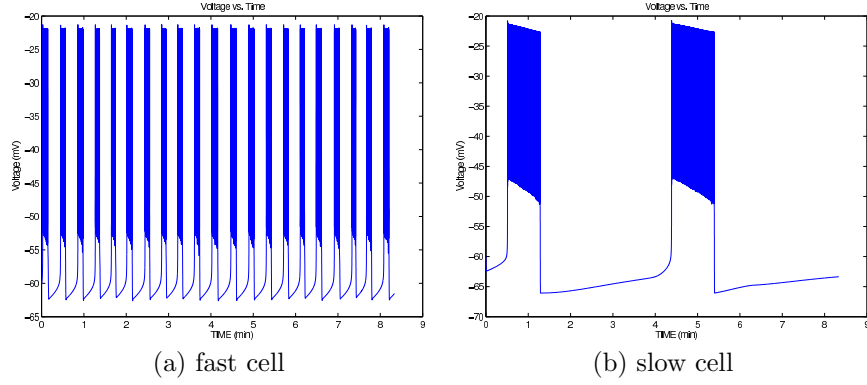 Voltage vs. Time
−20
−25
−30
−35
−40
−45
−50
−55
−60
−65
Voltage (mV)
0 1 2 3 4 5 6 7 8 9
TIME (min)
(a) fast cell
Voltage vs. Time
−20
−25
−30
−35
−40
−45
−50
−55
−60
−65
−70
Voltage (mV)
0 1 2 3 4 5 6 7 8 9
TIME (min)
(b) slow cell